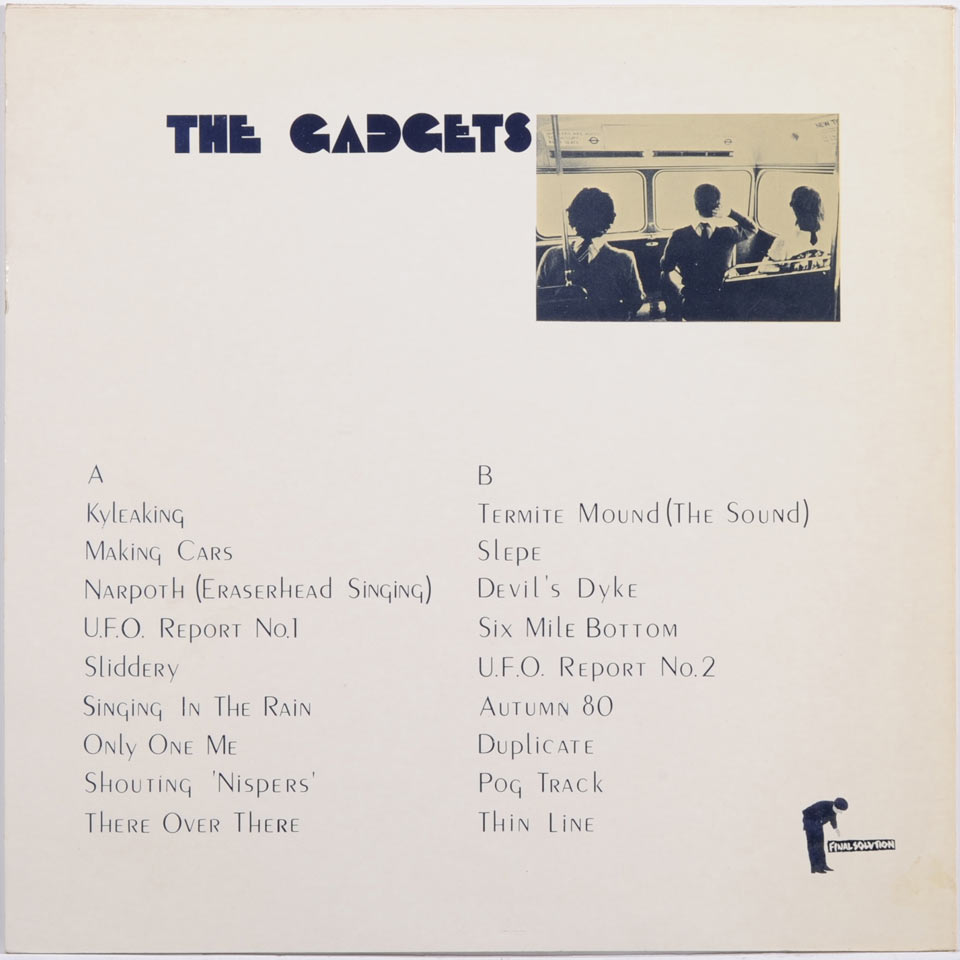 THE GADGETS
A
Kyleaking
Making Cars
Narpoth (Eraserhead Singing)
U.F.O. Report No.1
Sliddery
Singing In The Rain
Only One Me
Shouting 'Nispers'
There Over There
B
Termite Mound (The Sound)
Slepe
Devil's Dyke
Six Mile Bottom
U.F.O. Report No.2
Autumn 80
Duplicate
Pog Track
Thin Line
FINAL SOLUTION